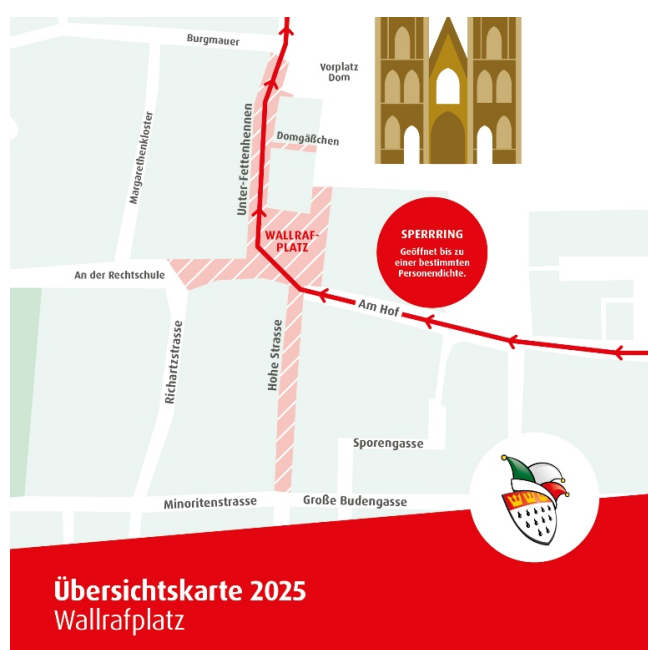 Burgmauer
Vorplatz
Dom
Margarethenkloster
Unter-Fettenhennen
Domgäßchen
WALLRAF-
PLATZ
SPERRRING
Geöffnet bis zu
einer bestimmten
Personendichte.
An der Rechtschule
Am Hof
Richartzstrasse
Hohe Strasse
Sporengasse
Minoritenstrasse
Große Budengasse
Übersichtskarte 2025
Wallrafplatz